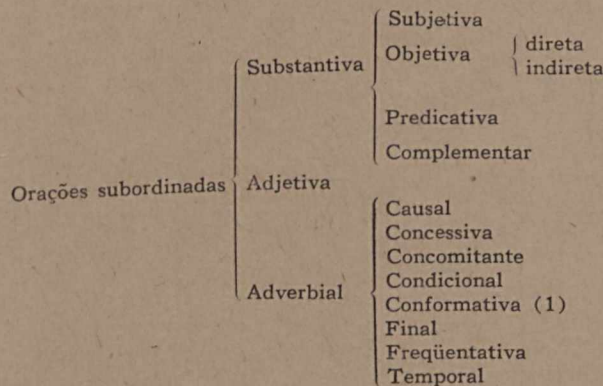 Subjetiva
Objetiva
direta
indireta
Substantiva
Predicativa
Complementar
Orações subordinadas
Adjetiva
Causal
Concessiva
Concomitante
Condicional
Adverbial
Conformativa (1)
Final
Freqüentativa
Temporal